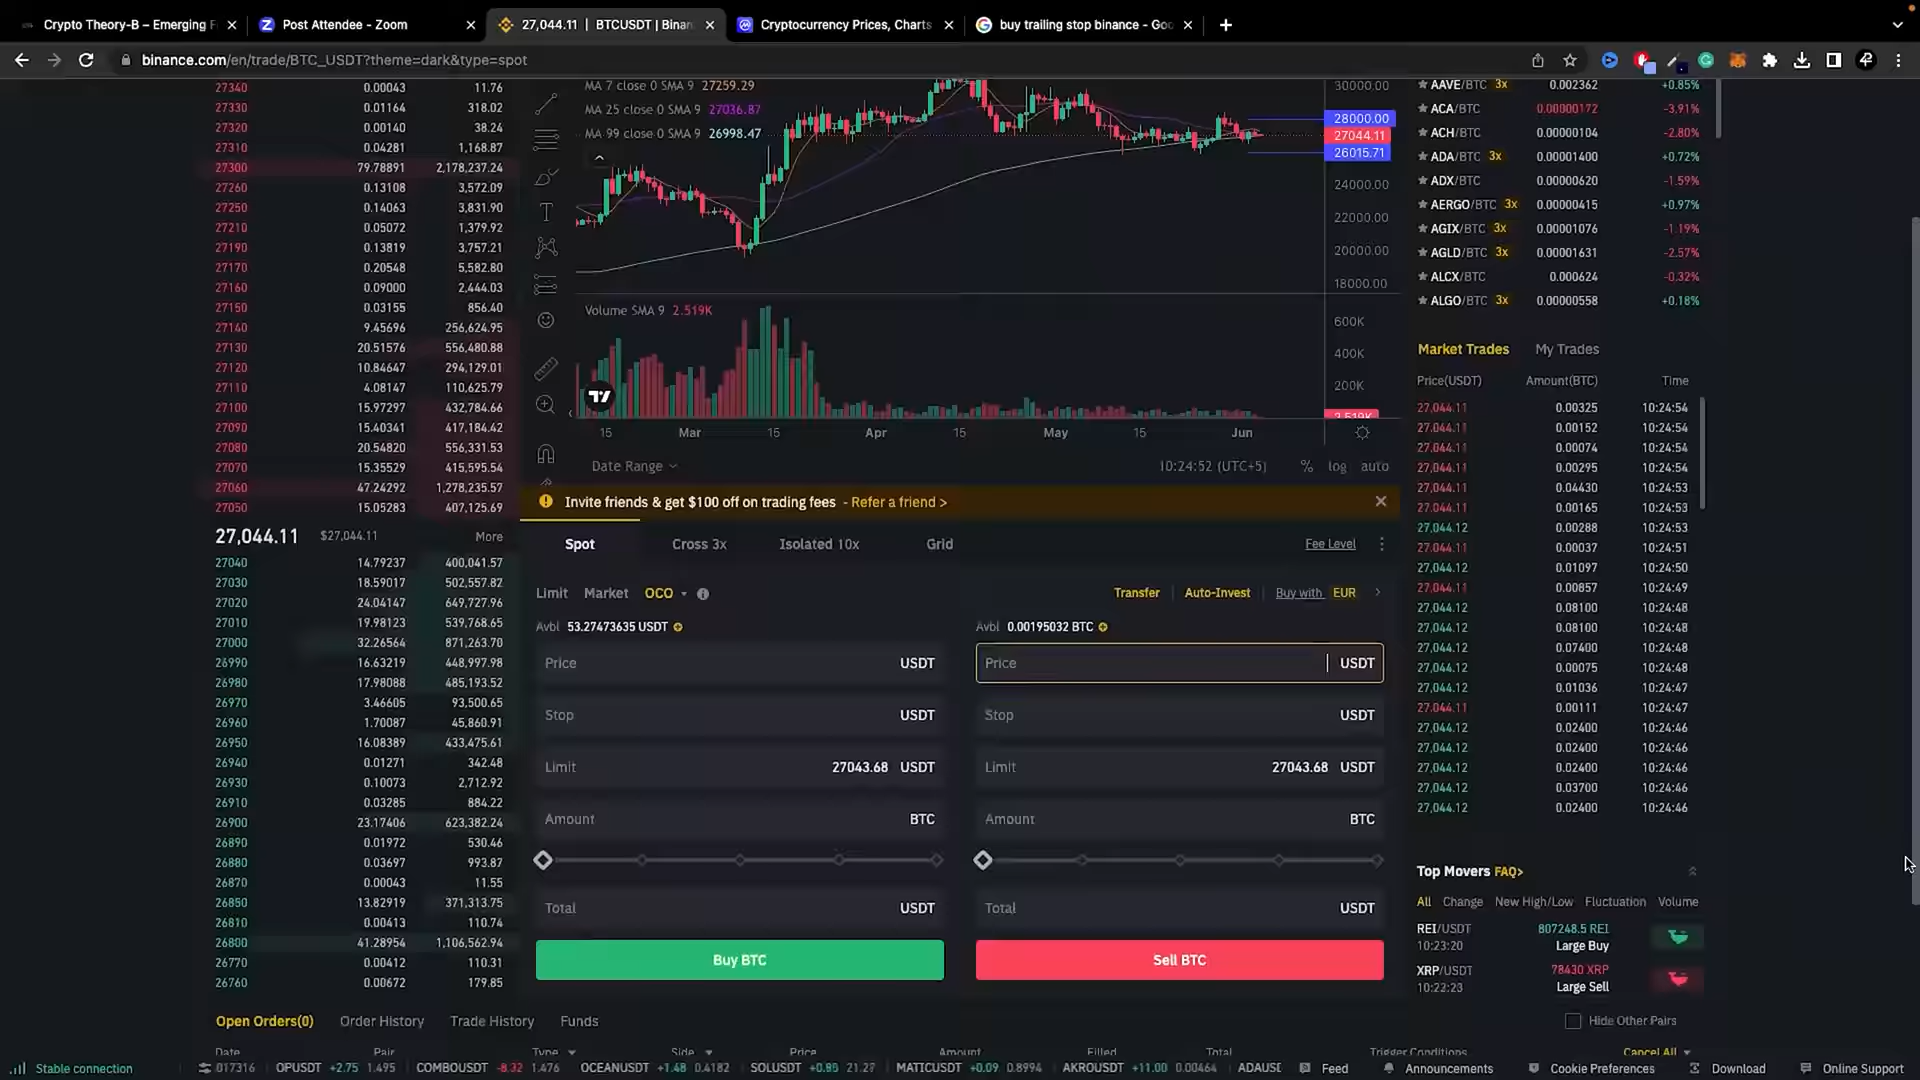 Crypto Theory-B – Emerging F
Post Attendee - Zoom
27,044.11 | BTCUSDT | Binan
Cryptocurrency Prices, Charts
buy trailing stop binance - Goo
binance.com/en/trade/BTC_USDT?theme=dark&type=spot
27340 0.00043 11.76
27330 0.01164 318.02
27320 0.00140 38.24
27310 0.04281 1,168.87
27300 79.78891 2,178,237.24
27260 0.13108 3,572.09
27250 0.14063 3,831.90
27210 0.05072 1,379.92
27190 0.13819 3,757.21
27170 0.20548 5,582.80
27160 0.09000 2,444.03
27150 0.03155 856.40
27140 9.45696 256,624.95
27130 20.51576 556,480.88
27120 10.84647 294,129.01
27110 4.08147 110,625.79
27100 15.97297 432,784.66
27090 15.40341 417,184.42
27080 20.54820 556,331.53
27070 15.35529 415,595.54
27060 47.24292 1,278,235.57
27050 15.05283 407,125.69
27,044.11 $27,044.11 More
27040 14.79237 400,041.57
27030 18.59017 502,557.82
27020 24.04147 649,727.96
27010 19.98123 539,768.65
27000 32.26564 871,263.70
26990 16.63219 448,997.98
26980 17.98088 485,193.52
26970 3.46605 93,500.65
26960 1.70087 45,860.91
26950 16.08389 433,475.61
26940 0.01271 342.48
26930 0.10073 2,712.92
26910 0.03285 884.22
26900 23.17406 623,382.24
26890 0.01972 530.46
26880 0.03697 993.87
26870 0.00043 11.55
26850 13.82919 371,313.75
26810 0.00413 110.74
26800 41.28954 1,106,562.94
26770 0.00412 110.31
26760 0.00672 179.85
MA 7 close 0 SMA 9 27259.29
MA 25 close 0 SMA 9 27036.87
MA 99 close 0 SMA 9 26998.47
30000.00
28000.00
27044.11
26015.71
24000.00
22000.00
20000.00
18000.00
Volume SMA 9 2.519K
600K
400K
200K
2.519K
15 Mar 15 Apr 15 May 15 Jun
Date Range
10:24:52 (UTC+5) % log auto
Invite friends & get $100 off on trading fees - Refer a friend >
Spot Cross 3x Isolated 10x Grid Fee Level
Limit Market OCO
Transfer Auto-Invest Buy with EUR
Avbl 53.27473635 USDT
Price USDT
Stop USDT
Limit 27043.68 USDT
Amount BTC
Total USDT
Buy BTC
Avbl 0.00195032 BTC
Price USDT
Stop USDT
Limit 27043.68 USDT
Amount BTC
Total USDT
Sell BTC
AAVE/BTC 3x 0.002362 +0.85%
ACA/BTC 0.00000172 -3.91%
ACH/BTC 0.00000104 -2.80%
ADA/BTC 3x 0.00001400 +0.72%
ADX/BTC 0.00000620 -1.59%
AERGO/BTC 3x 0.00000415 +0.97%
AGIX/BTC 3x 0.00001076 -1.19%
AGLD/BTC 3x 0.00001631 -2.57%
ALCX/BTC 0.000624 -0.32%
ALGO/BTC 3x 0.00000558 +0.18%
Market Trades My Trades
Price(USDT) Amount(BTC) Time
27,044.11 0.00325 10:24:54
27,044.11 0.00152 10:24:54
27,044.11 0.00074 10:24:54
27,044.11 0.00295 10:24:54
27,044.11 0.04430 10:24:53
27,044.11 0.00165 10:24:53
27,044.12 0.00288 10:24:53
27,044.11 0.00037 10:24:51
27,044.12 0.01097 10:24:50
27,044.11 0.00857 10:24:49
27,044.12 0.08100 10:24:48
27,044.12 0.08100 10:24:48
27,044.12 0.07400 10:24:48
27,044.12 0.00075 10:24:48
27,044.12 0.01036 10:24:47
27,044.11 0.00111 10:24:47
27,044.12 0.02400 10:24:46
27,044.12 0.02400 10:24:46
27,044.12 0.02400 10:24:46
27,044.12 0.03700 10:24:46
27,044.12 0.02400 10:24:46
Top Movers FAQ>
All Change New High/Low Fluctuation Volume
REI/USDT 807248.5 REI
10:23:20 Large Buy
XRP/USDT 78430 XRP
10:22:23 Large Sell
Open Orders(0) Order History Trade History Funds
Hide Other Pairs
Date Pair Type Side Price Amount Filled Total Trigger Conditions Cancel All
Stable connection
017316 OPUSDT +2.75 1.495 COMBOUSDT -8.32 1.476 OCEANUSDT +1.48 0.4182 SOLUSDT +0.85 21.27 MATICUSDT +0.09 0.8994 AKROUSDT +11.00 0.00464 ADAUSD
Feed Announcements Cookie Preferences Download Online Support